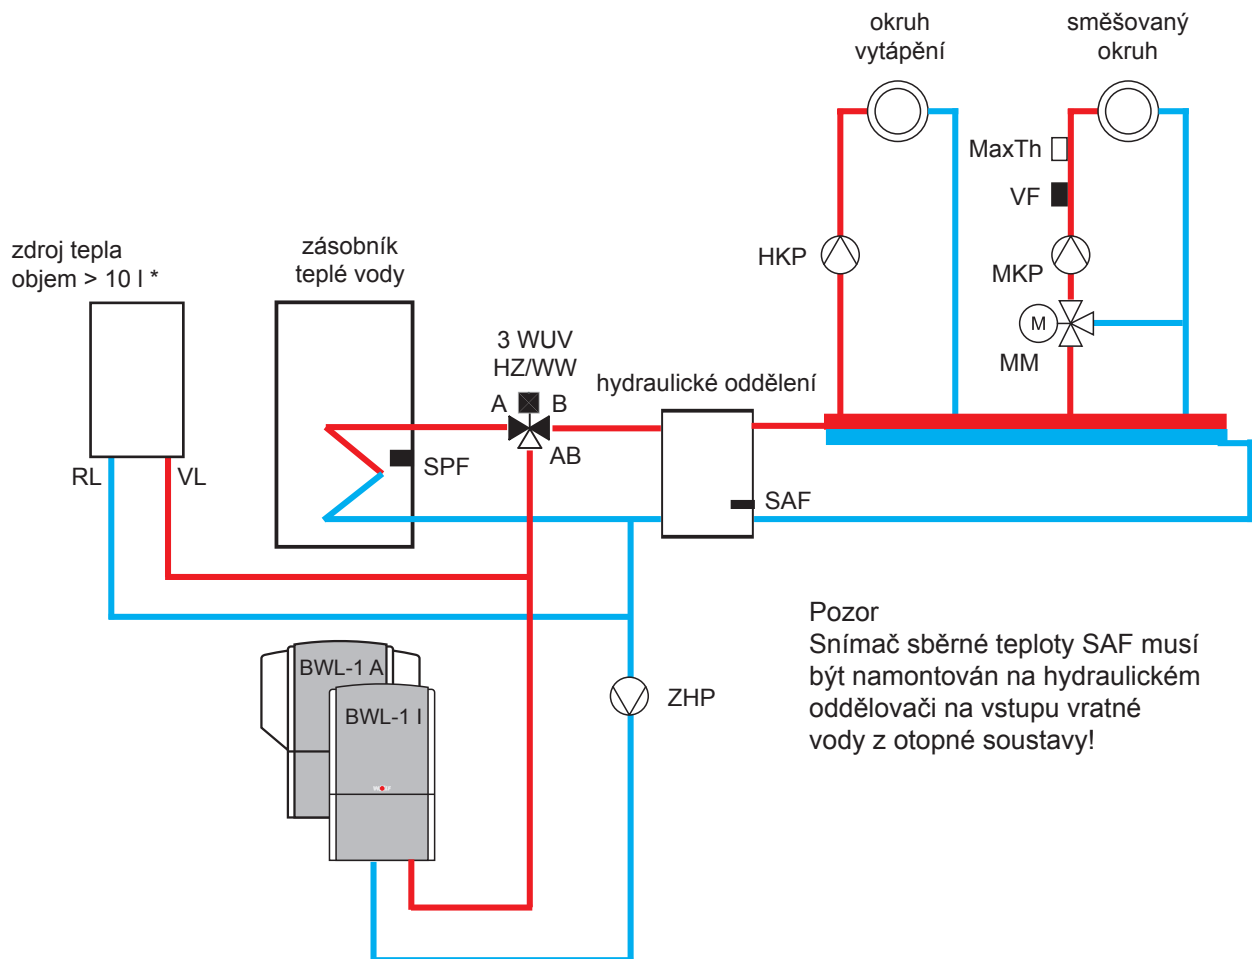 okruh
vytápění
směšovaný
okruh
MaxTh
VF
HKP
MKP
M
MM
zdroj tepla
objem > 10 l *
zásobník
teplé vody
3 WUV
HZ/WW
A
B
AB
hydraulické oddělení
RL
VL
SPF
SAF
BWL-1 A
BWL-1 I
WOLF
ZHP
Pozor
Snímač sběrné teploty SAF musí
být namontován na hydraulickém
oddělovači na vstupu vratné
vody z otopné soustavy!